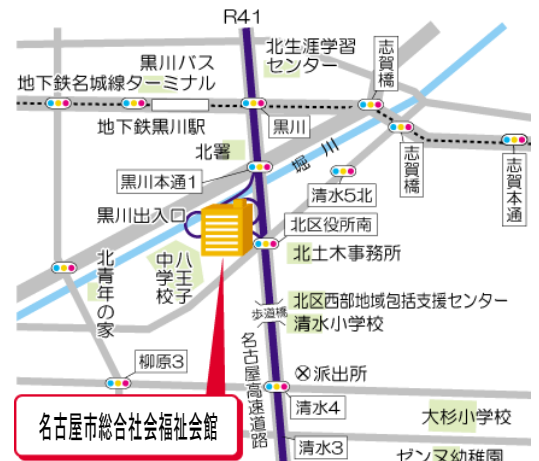 R41
黒川バス
ターミナル
地下鉄名城線
北生涯学習
センター
志賀橋
地下鉄黒川駅
黒川
北署
堀川
志賀橋
志賀本通
黒川本通1
清水5北
黒川出入口
北区役所南
八王子
中学校
北土木事務所
北青年の家
北区西部地域包括支援センター
歩道橋
清水小学校
名古屋高速道路
柳原3
派出所
清水4
大杉小学校
名古屋市総合社会福祉会館
清水3
ゼンヌ幼稚園